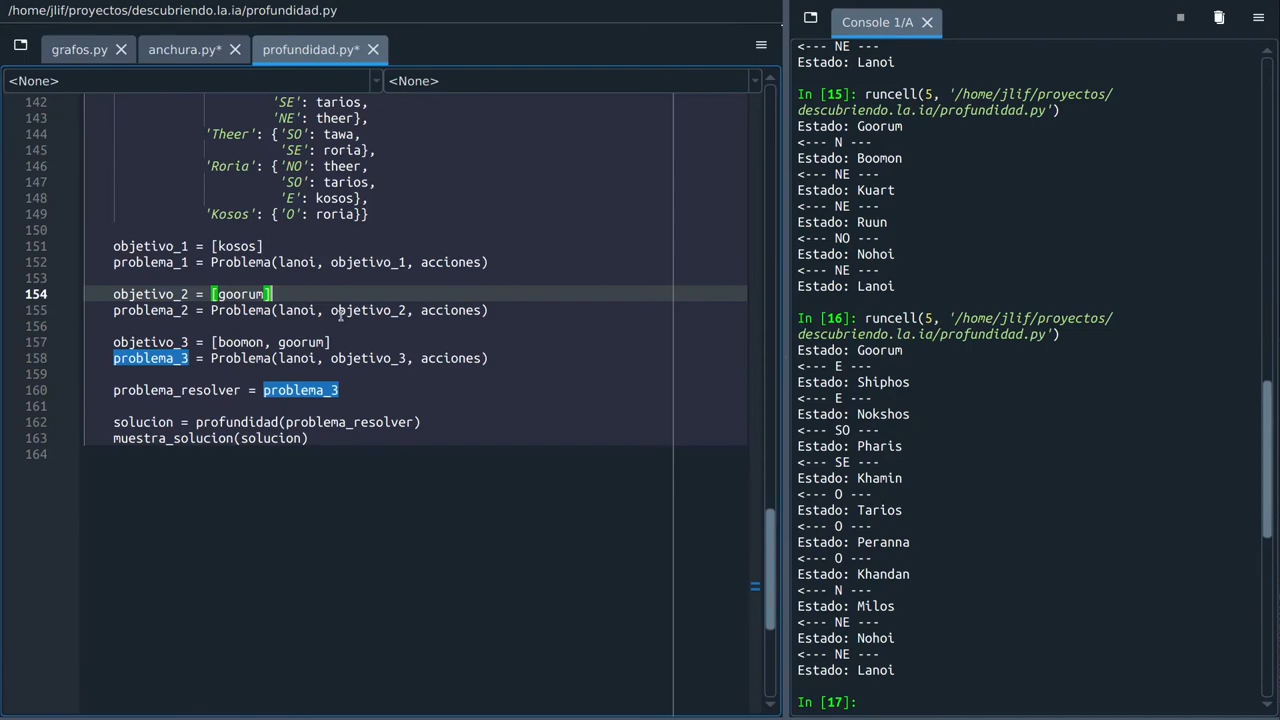 /home/jlif/proyectos/descubriendo.la.ia/profundidad.py
grafos.py
anchura.py*
profundidad.py*
<None>
<None>
142 'SE': tarios,
143 'NE': theer},
144 'Theer': {'SO': tawa,
145 'SE': roria},
146 'Roria': {'NO': theer,
147 'SO': tarios,
148 'E': kosos},
149 'Kosos': {'O': roria}}
150
151 objetivo_1 = [kosos]
152 problema_1 = Problema(lanoi, objetivo_1, acciones)
153
154 objetivo_2 = [goorum]
155 problema_2 = Problema(lanoi, objetivo_2, acciones)
156
157 objetivo_3 = [boomon, goorum]
158 problema_3 = Problema(lanoi, objetivo_3, acciones)
159
160 problema_resolver = problema_3
161
162 solucion = profundidad(problema_resolver)
163 muestra_solucion(solucion)
164
Console 1/A
<--- NE ---
Estado: Lanoi
In [15]: runcell(5, '/home/jlif/proyectos/
descubriendo.la.ia/profundidad.py')
Estado: Goorum
<--- N ---
Estado: Boomon
<--- NE ---
Estado: Kuart
<--- NE ---
Estado: Ruun
<--- NO ---
Estado: Nohoi
<--- NE ---
Estado: Lanoi
In [16]: runcell(5, '/home/jlif/proyectos/
descubriendo.la.ia/profundidad.py')
Estado: Goorum
<--- E ---
Estado: Shiphos
<--- E ---
Estado: Nokshos
<--- SO ---
Estado: Pharis
<--- SE ---
Estado: Khamin
<--- O ---
Estado: Tarios
<--- O ---
Estado: Peranna
<--- O ---
Estado: Khandan
<--- N ---
Estado: Milos
<--- NE ---
Estado: Nohoi
<--- NE ---
Estado: Lanoi
In [17]: